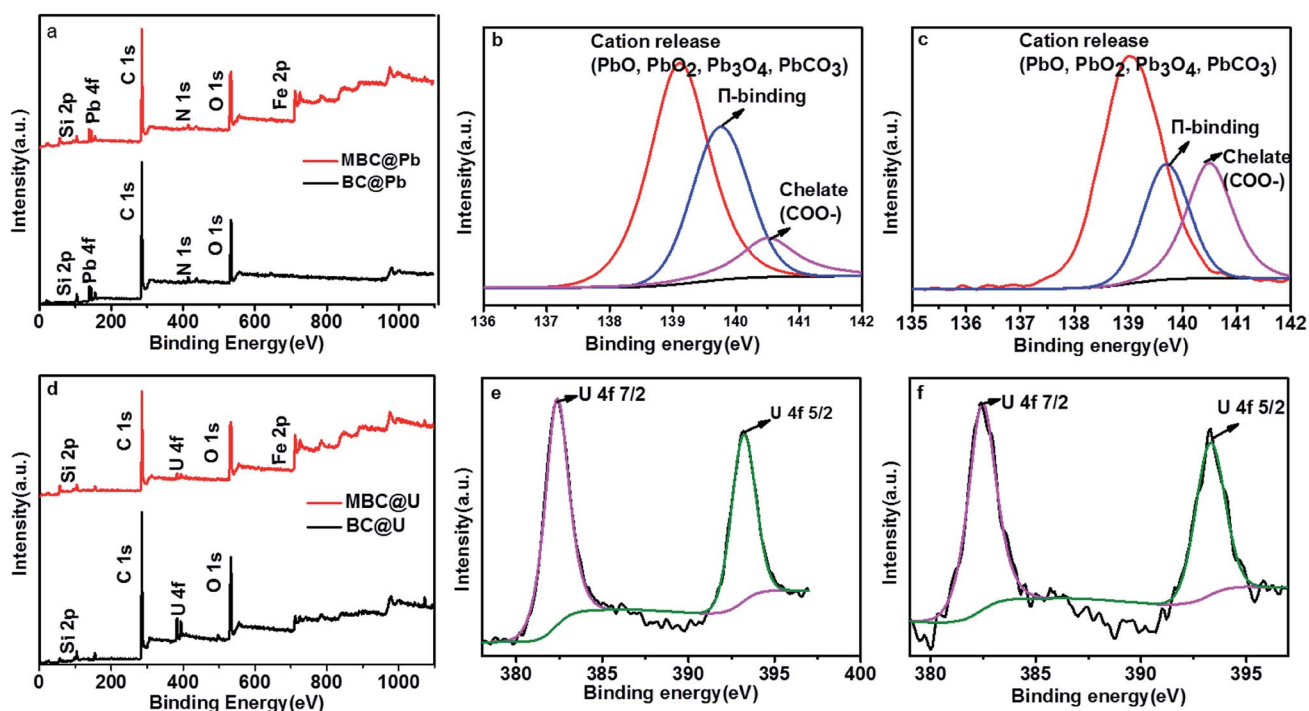 a
Si 2p
Pb 4f
C 1s
N 1s
O 1s
Fe 2p
MBC@Pb
BC@Pb
Si 2p
Pb 4f
C 1s
N 1s
O 1s
Intensity(a.u.)
0 200 400 600 800 1000
Binding Energy(eV)
b
Cation release
(PbO, PbO2, Pb3O4, PbCO3)
Π-binding
Chelate
(COO-)
Intensity(a.u.)
136 137 138 139 140 141 142
Binding energy(eV)
c
Cation release
(PbO, PbO2, Pb3O4, PbCO3)
Π-binding
Chelate
(COO-)
Intensity(a.u.)
135 136 137 138 139 140 141 142
Binding energy(eV)
d
Si 2p
C 1s
U 4f
O 1s
Fe 2p
MBC@U
BC@U
Si 2p
C 1s
U 4f
O 1s
Intensity(a.u.)
0 200 400 600 800 1000
Binding Energy(eV)
e
U 4f 7/2
U 4f 5/2
Intensity(a.u.)
380 385 390 395 400
Binding energy(eV)
f
U 4f 7/2
U 4f 5/2
Intensity(a.u.)
380 385 390 395
Binding energy(eV)